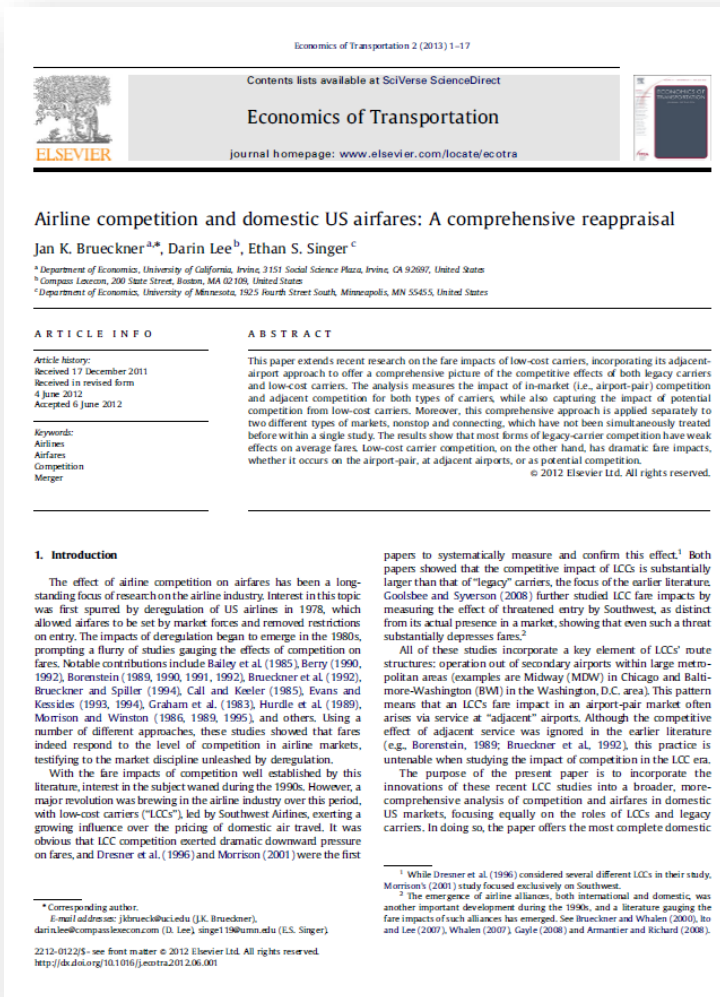 Economics of Transportation 2 (2013) 1–17
Contents lists available at SciVerse ScienceDirect
Economics of Transportation
journal homepage: www.elsevier.com/locate/ecotra
ELSEVIER
ECONOMICS OF
TRANSPORTATION
Airline competition and domestic US airfares: A comprehensive reappraisal
Jan K. Brueckner a,*, Darin Lee b, Ethan S. Singer c
a Department of Economics, University of California, Irvine, 3151 Social Science Plaza, Irvine, CA 92697, United States
b Compass Lexecon, 200 State Street, Boston, MA 02109, United States
c Department of Economics, University of Minnesota, 1925 Fourth Street South, Minneapolis, MN 55455, United States
ARTICLE INFO
Article history:
Received 17 December 2011
Received in revised form
4 June 2012
Accepted 6 June 2012
Keywords:
Airlines
Airfares
Competition
Merger
ABSTRACT
This paper extends recent research on the fare impacts of low-cost carriers, incorporating its adjacent-
airport approach to offer a comprehensive picture of the competitive effects of both legacy carriers
and low-cost carriers. The analysis measures the impact of in-market (i.e., airport-pair) competition
and adjacent competition for both types of carriers, while also capturing the impact of potential
competition from low-cost carriers. Moreover, this comprehensive approach is applied separately to
two different types of markets, nonstop and connecting, which have not been simultaneously treated
before within a single study. The results show that most forms of legacy-carrier competition have weak
effects on average fares. Low-cost carrier competition, on the other hand, has dramatic fare impacts,
whether it occurs on the airport-pair, at adjacent airports, or as potential competition.
© 2012 Elsevier Ltd. All rights reserved.
1. Introduction
The effect of airline competition on airfares has been a long-
standing focus of research on the airline industry. Interest in this topic
was first spurred by deregulation of US airlines in 1978, which
allowed airfares to be set by market forces and removed restrictions
on entry. The impacts of deregulation began to emerge in the 1980s,
prompting a flurry of studies gauging the effects of competition on
fares. Notable contributions include Bailey et al. (1985), Berry (1990,
1992), Borenstein (1989, 1990, 1991, 1992), Brueckner et al. (1992),
Brueckner and Spiller (1994), Call and Keeler (1985), Evans and
Kessides (1993, 1994), Graham et al. (1983), Hurdle et al. (1989),
Morrison and Winston (1986, 1989, 1995), and others. Using a
number of different approaches, these studies showed that fares
indeed respond to the level of competition in airline markets,
testifying to the market discipline unleashed by deregulation.
With the fare impacts of competition well established by this
literature, interest in the subject waned during the 1990s. However, a
major revolution was brewing in the airline industry over this period,
with low-cost carriers ("LCCs"), led by Southwest Airlines, exerting a
growing influence over the pricing of domestic air travel. It was
obvious that LCC competition exerted dramatic downward pressure
on fares, and Dresner et al. (1996) and Morrison (2001) were the first
* Corresponding author.
E-mail addresses: jkbrueck@uci.edu (J.K. Brueckner),
darin.lee@compasslexecon.com (D. Lee), singe119@umn.edu (E.S. Singer).
2212-0122/$ - see front matter © 2012 Elsevier Ltd. All rights reserved.
http://dx.doi.org/10.1016/j.ecotra.2012.06.001
papers to systematically measure and confirm this effect.1 Both
papers showed that the competitive impact of LCCs is substantially
larger than that of "legacy" carriers, the focus of the earlier literature.
Goolsbee and Syverson (2008) further studied LCC fare impacts by
measuring the effect of threatened entry by Southwest, as distinct
from its actual presence in a market, showing that even such a threat
substantially depresses fares.2
All of these studies incorporate a key element of LCCs' route
structures: operation out of secondary airports within large metro-
politan areas (examples are Midway (MDW) in Chicago and Balti-
more-Washington (BWI) in the Washington, D.C. area). This pattern
means that an LCC's fare impact in an airport-pair market often
arises via service at "adjacent" airports. Although the competitive
effect of adjacent service was ignored in the earlier literature
(e.g., Borenstein, 1989; Brueckner et al., 1992), this practice is
untenable when studying the impact of competition in the LCC era.
The purpose of the present paper is to incorporate the
innovations of these recent LCC studies into a broader, more-
comprehensive analysis of competition and airfares in domestic
US markets, focusing equally on the roles of LCCs and legacy
carriers. In doing so, the paper offers the most complete domestic
1 While Dresner et al. (1996) considered several different LCCs in their study,
Morrison's (2001) study focused exclusively on Southwest.
2 The emergence of airline alliances, both international and domestic, was
another important development during the 1990s, and a literature gauging the
fare impacts of such alliances has emerged. See Brueckner and Whalen (2000), Ito
and Lee (2007), Whalen (2007), Gayle (2008) and Armantier and Richard (2008).